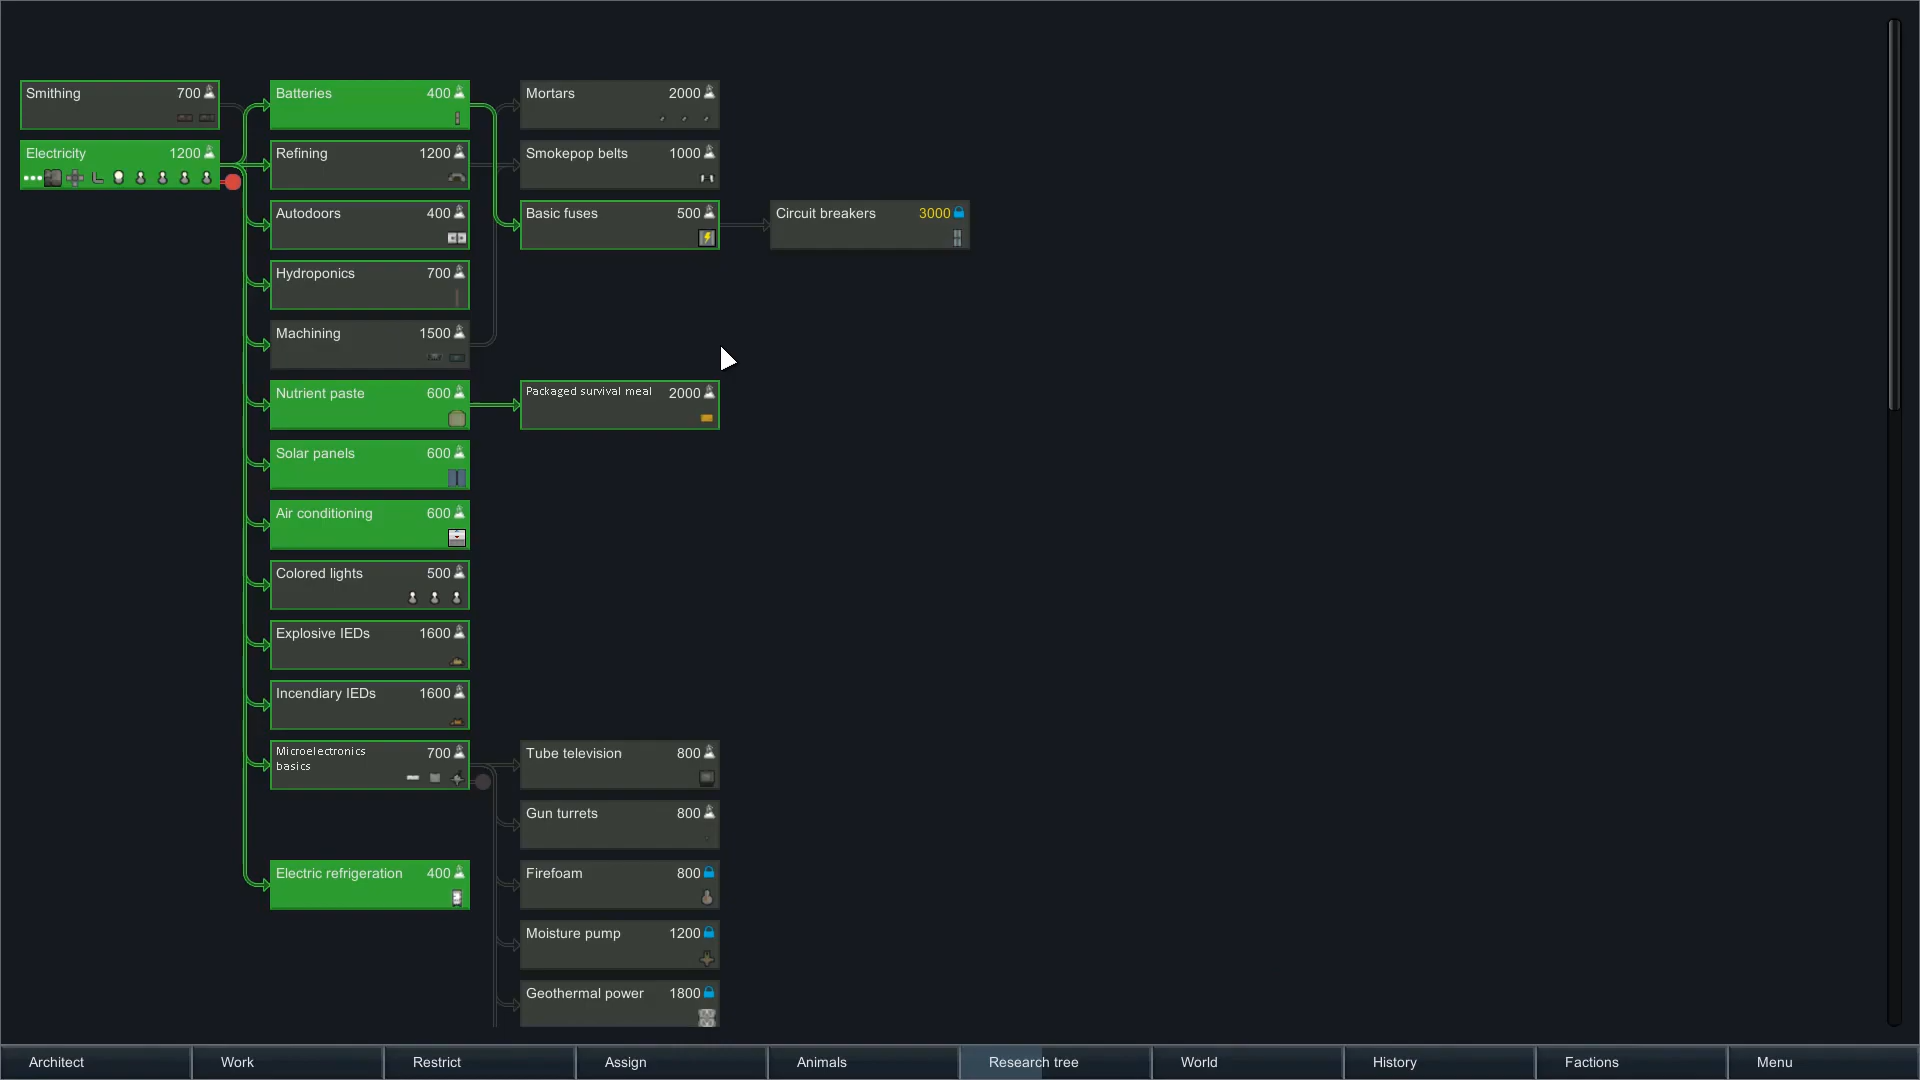 Smithing 700
Batteries 400
Mortars 2000
Electricity 1200
Refining 1200
Smokepop belts 1000
Autodoors 400
Basic fuses 500
Circuit breakers 3000
Hydroponics 700
Machining 1500
Nutrient paste 600
Packaged survival meal 2000
Solar panels 600
Air conditioning 600
Colored lights 500
Explosive IEDs 1600
Incendiary IEDs 1600
Microelectronics 700
basics
Tube television 800
Gun turrets 800
Electric refrigeration 400
Firefoam 800
Moisture pump 1200
Geothermal power 1800
Architect Work Restrict Assign Animals Research tree World History Factions Menu